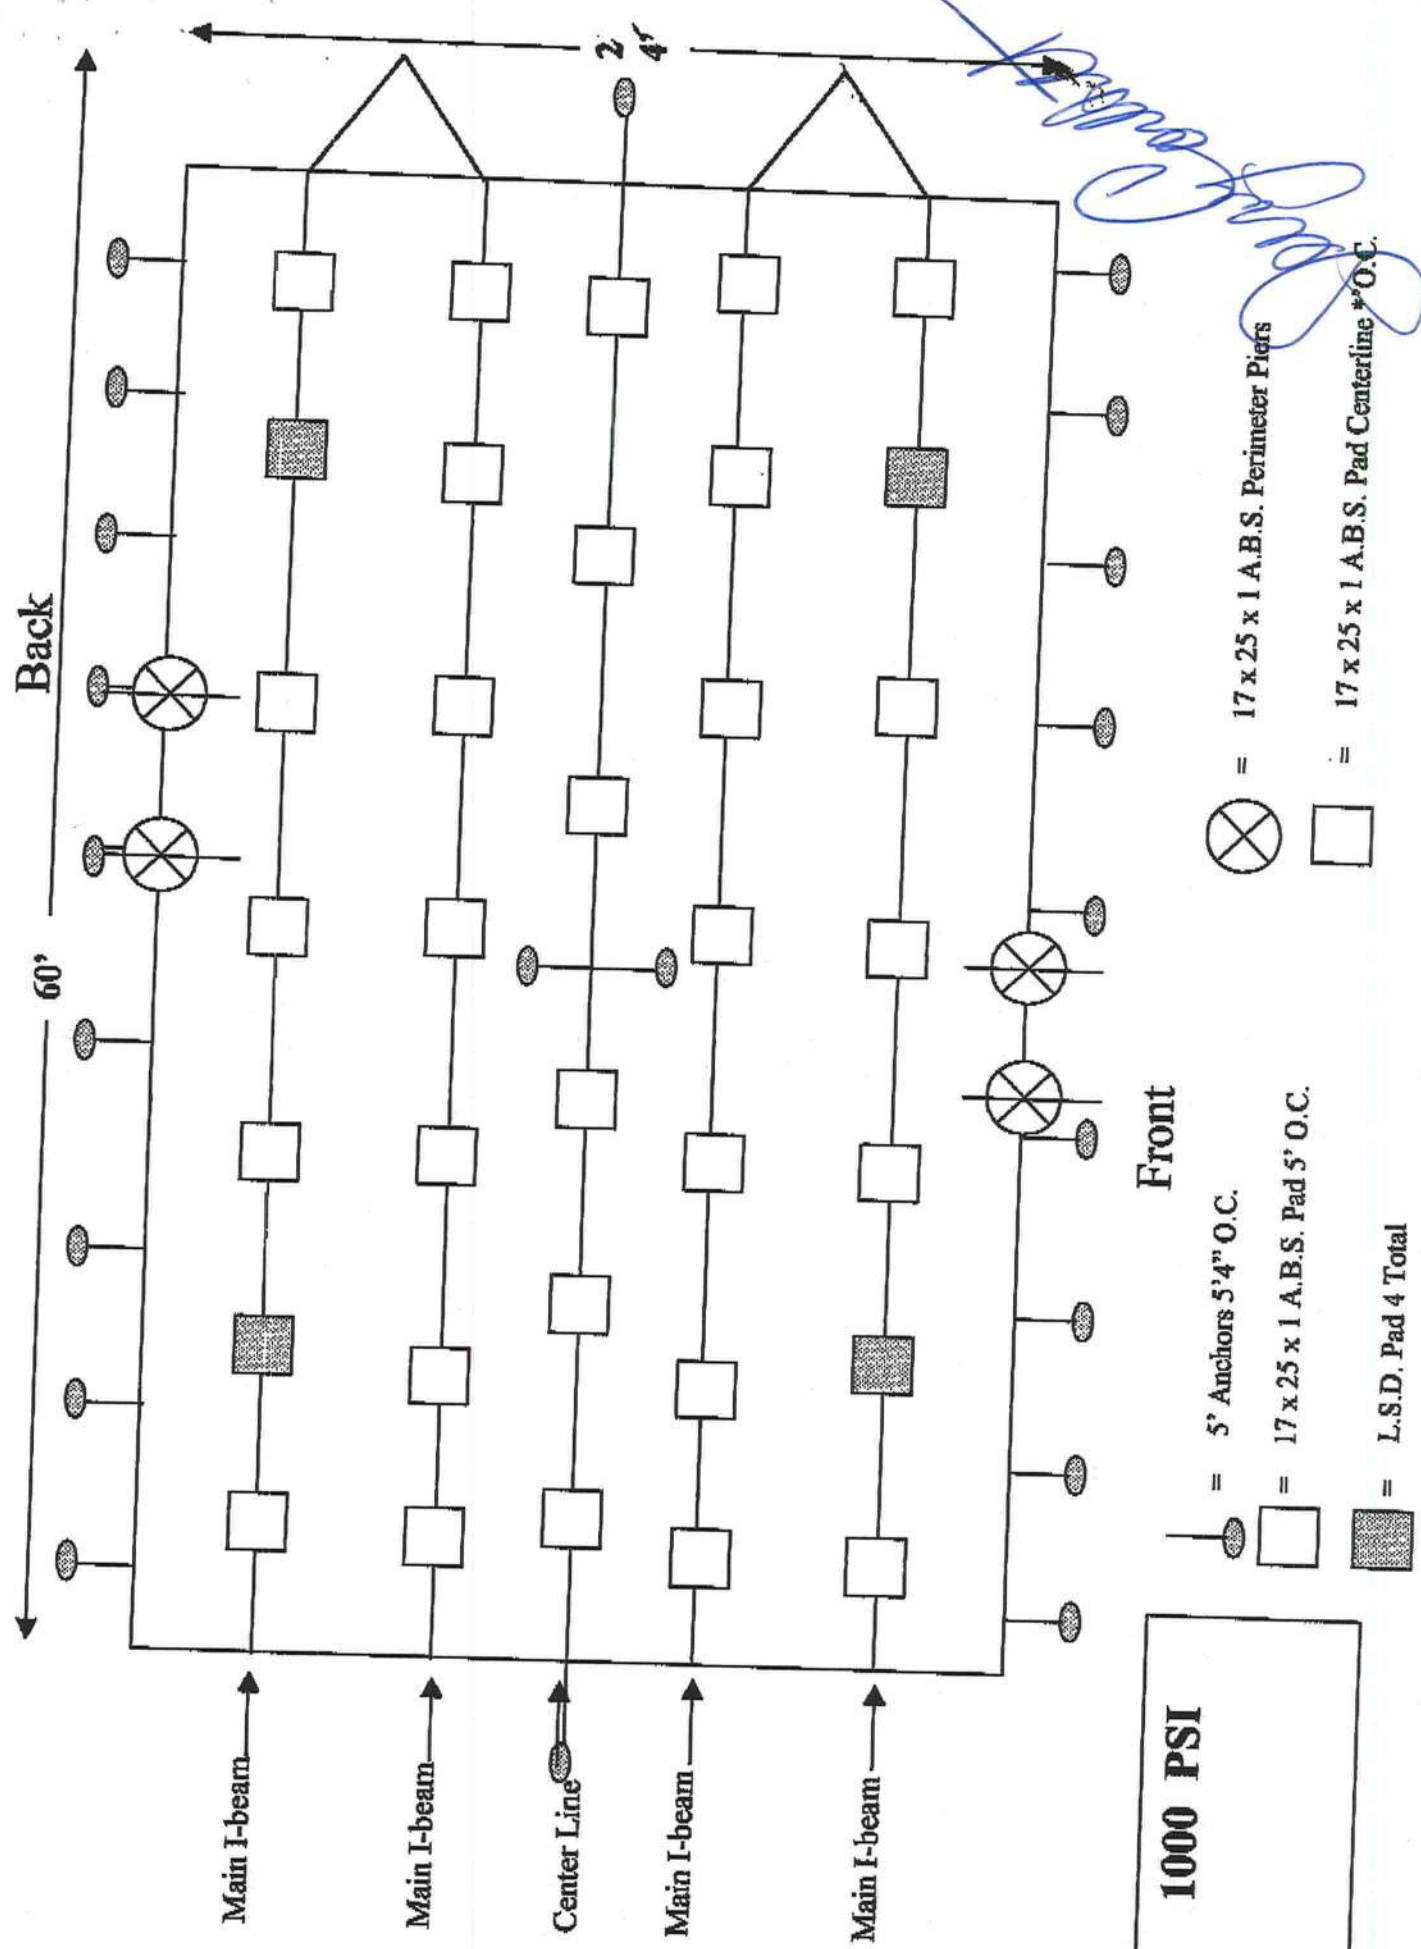 Back
60'
2
4'
Main I-beam
Main I-beam
Center Line
Main I-beam
Main I-beam
Front
= 5' Anchors 5'4" O.C.
= 17 x 25 x 1 A.B.S. Pad 5' O.C.
= L.S.D. Pad 4 Total
= 17 x 25 x 1 A.B.S. Perimeter Piers
= 17 x 25 x 1 A.B.S. Pad Centerline **O.C.
1000 PSI